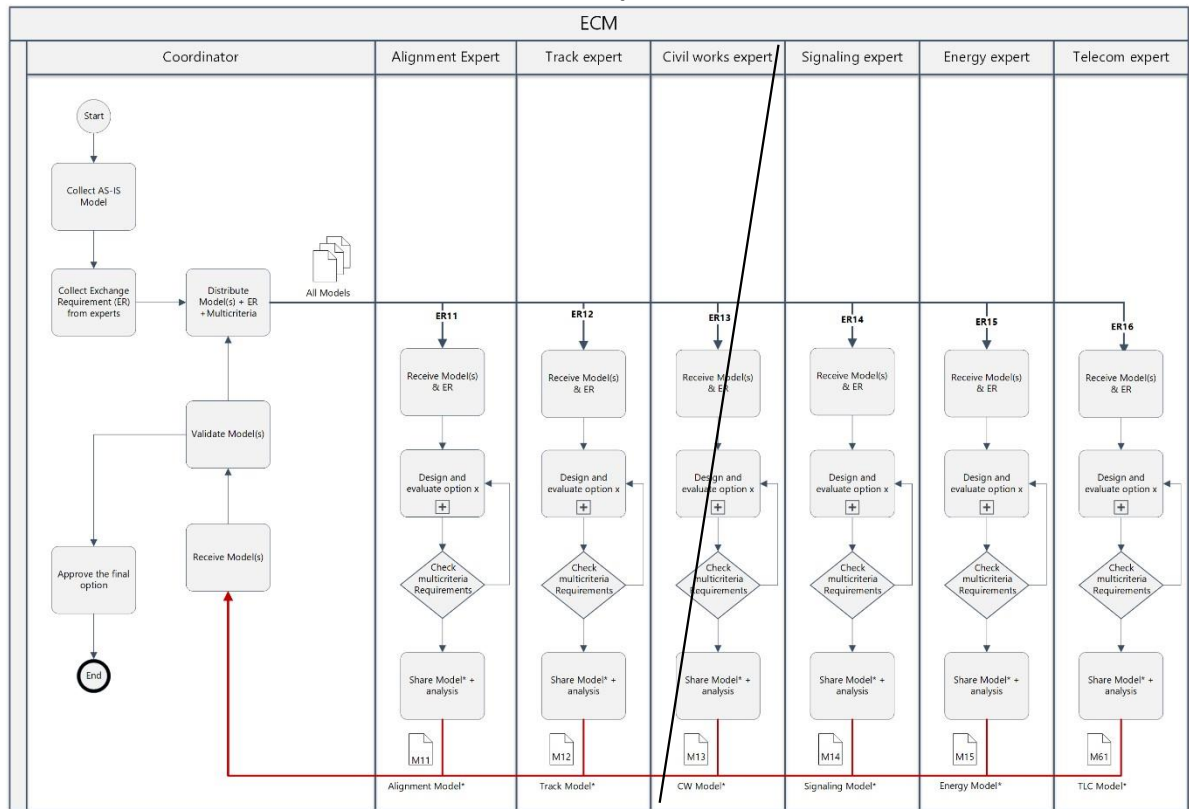 ECM
Coordinator
Alignment Expert
Track expert
Civil works expert
Signaling expert
Energy expert
Telecom expert
Start
Collect AS-IS
Model
Collect Exchange
Requirement (ER)
from experts
Distribute
Model(s) + ER
+Multicriteria
All Models
Validate Model(s)
Receive Model(s)
Approve the final
option
End
ER11
Receive Model(s)
& ER
Design and
evaluate option x
+
Check
multicriteria
Requirements
Share Model* +
analysis
M11
Alignment Model*
ER12
Receive Model(s)
& ER
Design and
evaluate option x
+
Check
multicriteria
Requirements
Share Model* +
analysis
M12
Track Model*
ER13
Receive Model(s)
& ER
Design and
evaluate option x
+
Check
multicriteria
Requirements
Share Model* +
analysis
M13
CW Model*
ER14
Receive Model(s)
& ER
Design and
evaluate option x
+
Check
multicriteria
Requirements
Share Model* +
analysis
M14
Signaling Model*
ER15
Receive Model(s)
& ER
Design and
evaluate option x
+
Check
multicriteria
Requirements
Share Model* +
analysis
M15
Energy Model*
ER16
Receive Model(s)
& ER
Design and
evaluate option x
+
Check
multicriteria
Requirements
Share Model* +
analysis
M61
TLC Model*